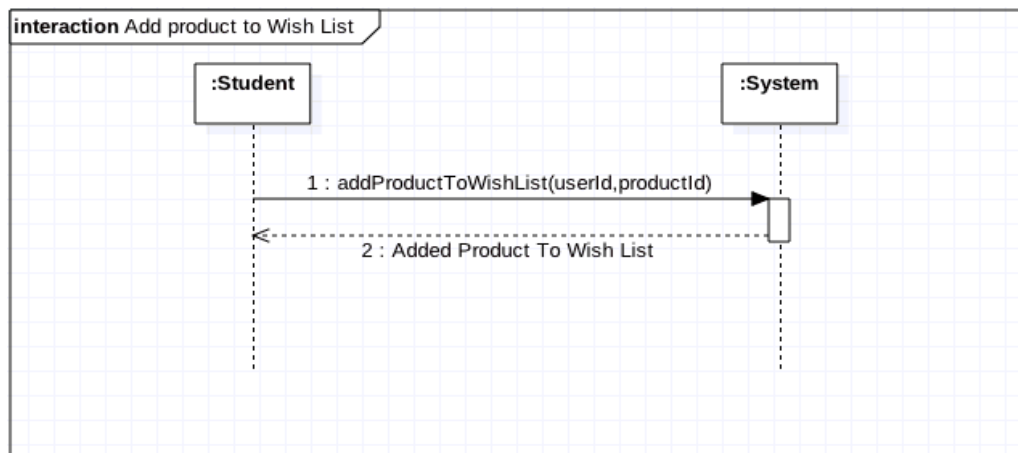 interaction Add product to Wish List
:Student
:System
1 : addProductToWishList(userId,productId)
2 : Added Product To Wish List